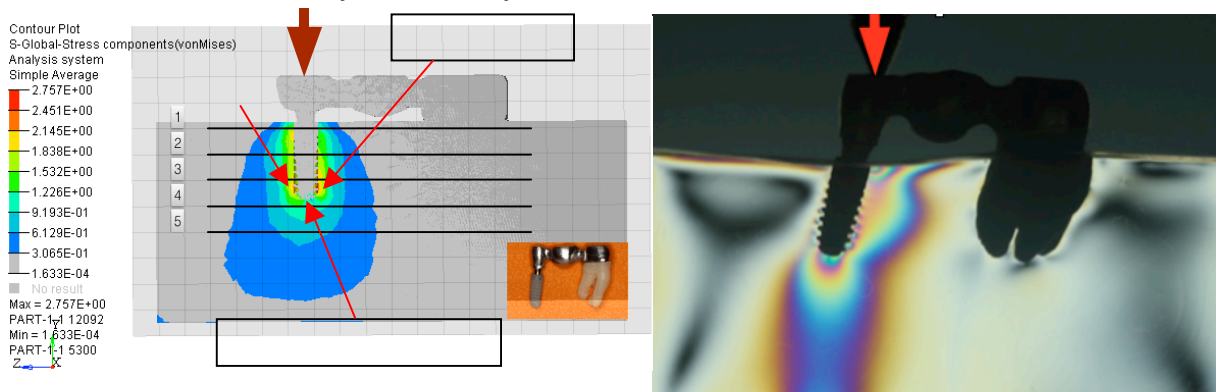 Contour Plot
S-Global-Stress components(vonMises)
Analysis system
Simple Average
2.757E+00
2.451E+00
2.145E+00
1.838E+00
1.532E+00
1.226E+00
9.193E-01
6.129E-01
3.065E-01
1.633E-04
No result
Max = 2.757E+00
PART-1-1 12092
Min = 1.633E-04
PART-1-1 5300
Y
Z
X
1
2
3
4
5